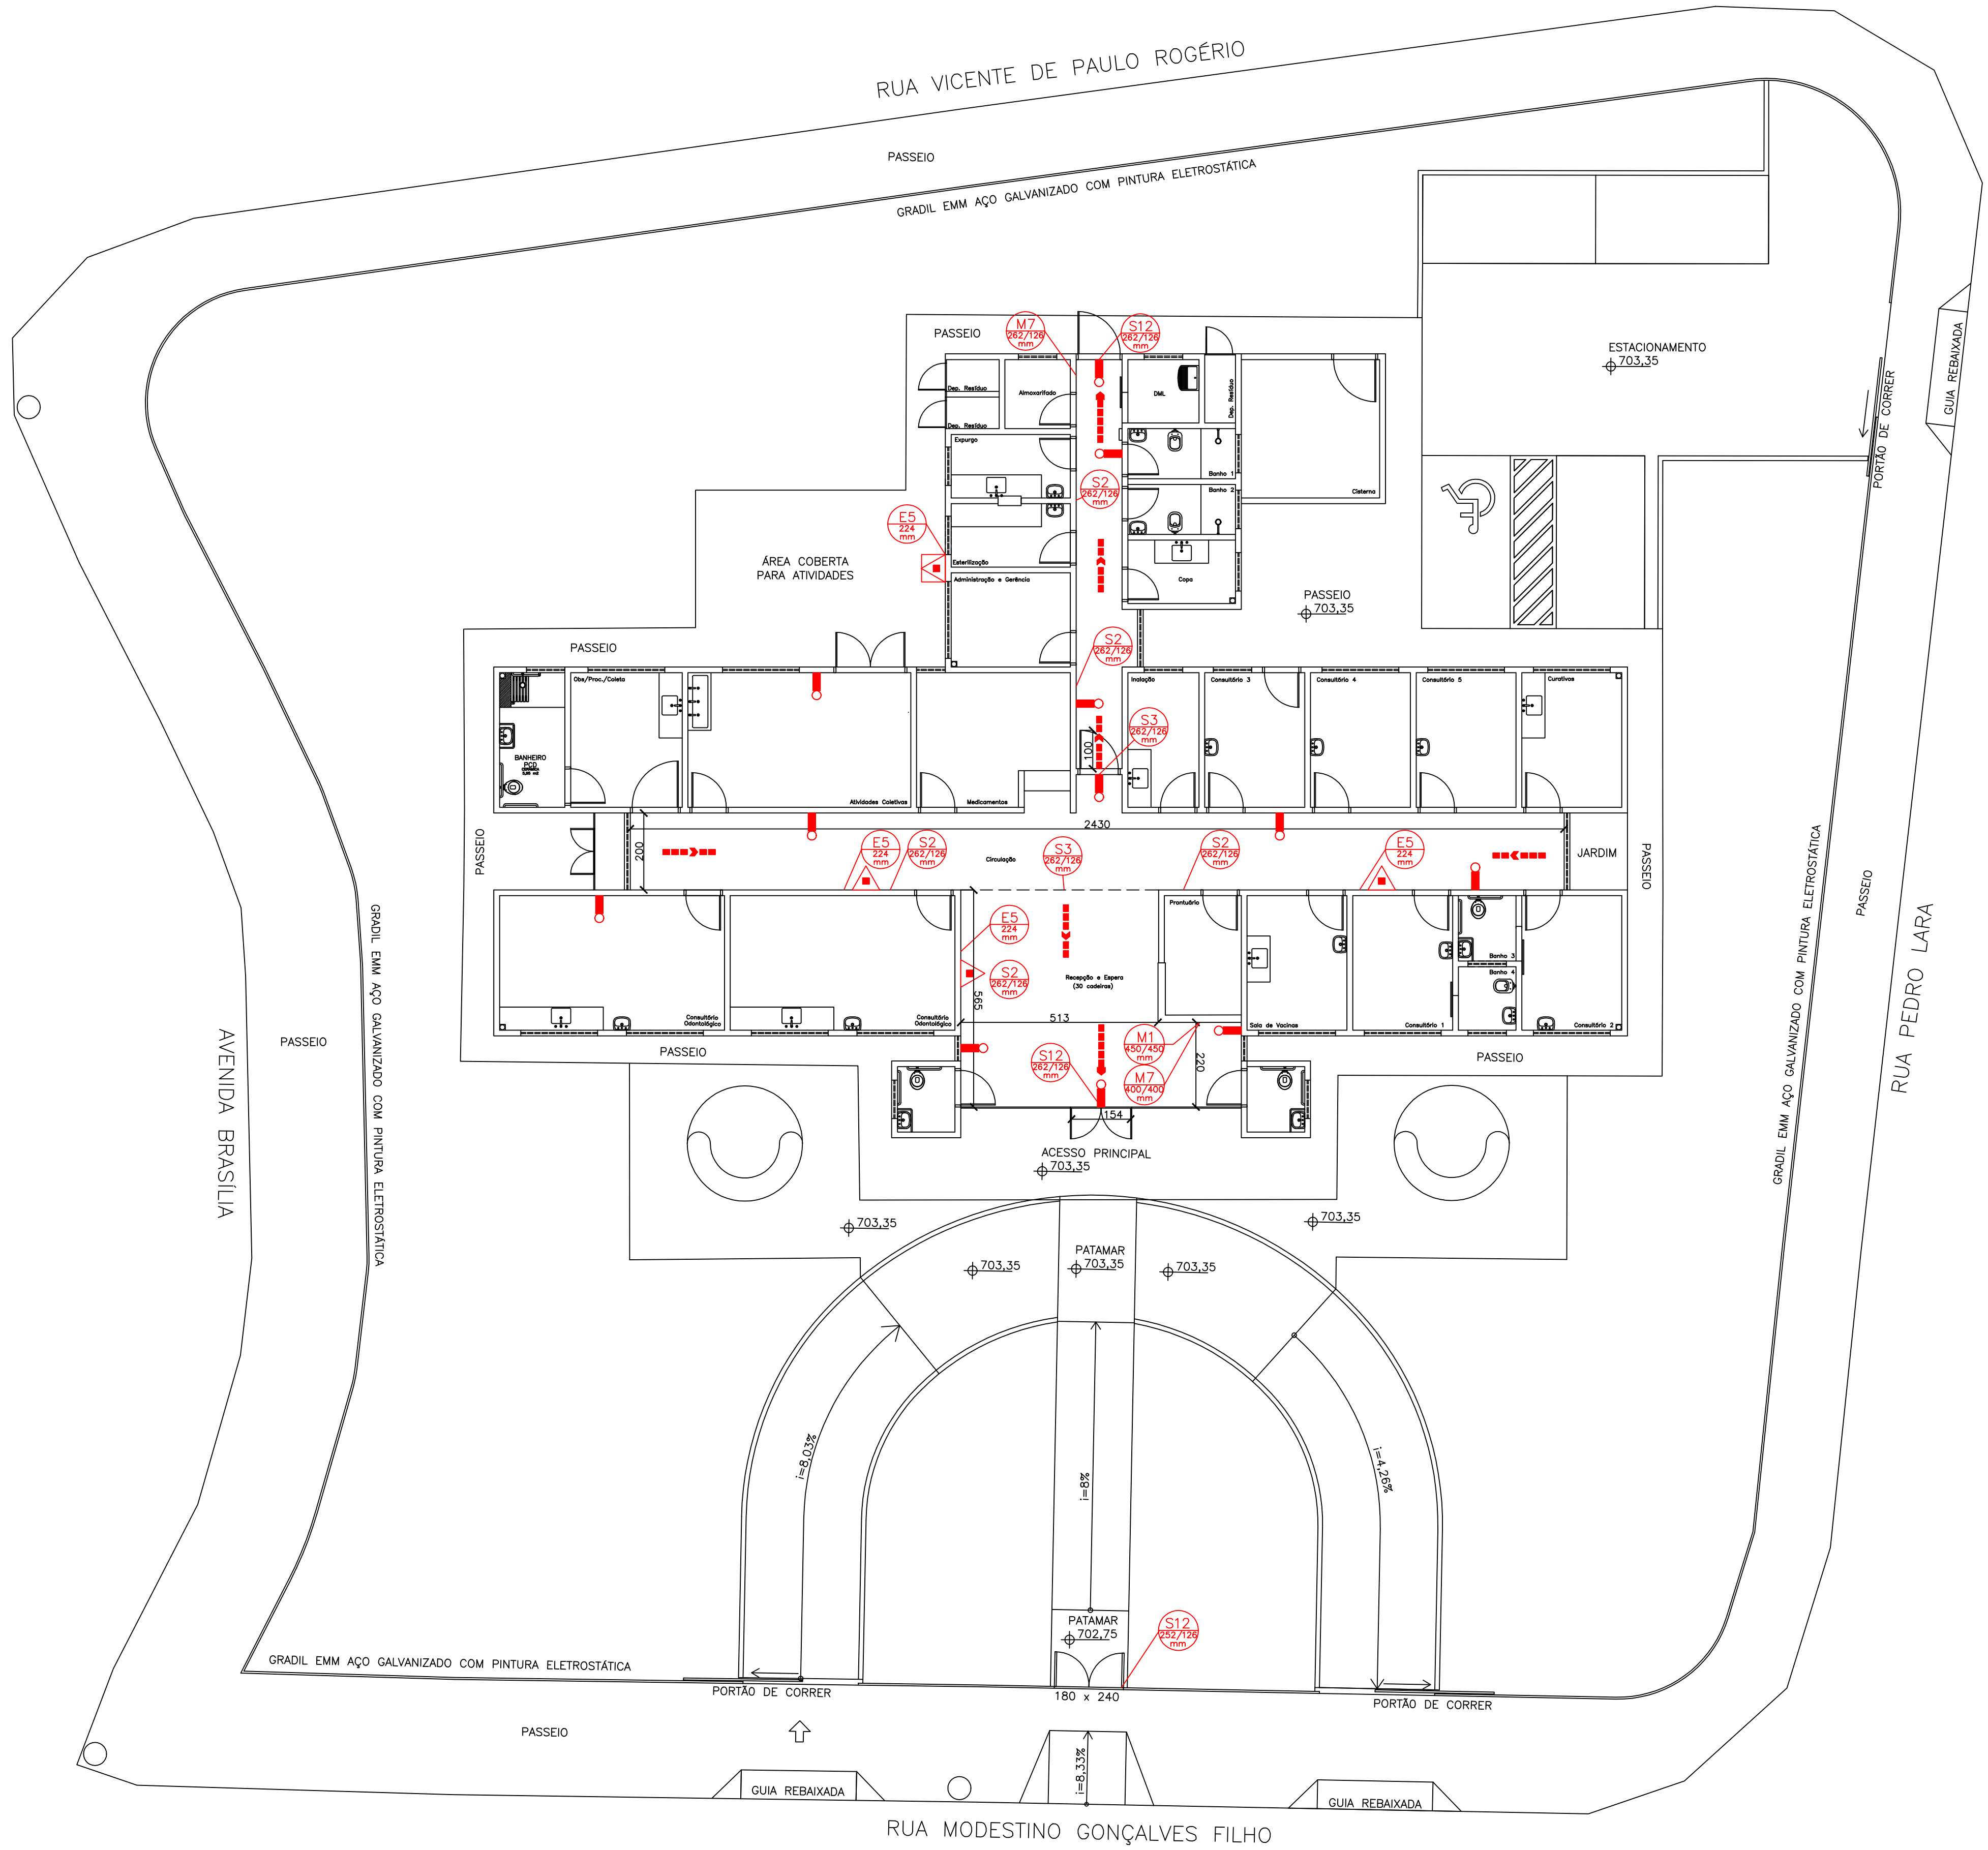 RUA VICENTE DE PAULO ROGÉRIO
PASSEIO
GRADIL EMM AÇO GALVANIZADO COM PINTURA ELETROSTÁTICA
GUIA REBAIXADA
PORTÃO DE CORRER
ESTACIONAMENTO
703,35
PASSEIO
M7
262/126
mm
S12
262/126
mm
Dep. Resíduo
Dep. Resíduo
Almoxarifado
DML
Dep. Resíduo
Expurgo
Banho 1
Banho 2
Cisterna
S2
262/126
mm
E5
224
mm
ÁREA COBERTA
PARA ATIVIDADES
Esterilização
Administração e Gerência
Copa
PASSEIO
703,35
S2
262/126
mm
PASSEIO
Obs/Proc./Coleta
Inalação
Consultório 3
Consultório 4
Consultório 5
Curativos
S3
262/126
mm
100
BANHEIRO
PCD
Atividades Coletivas
Medicamentos
2430
200
PASSEIO
E5
224
mm
S2
262/126
mm
Circulação
S3
262/126
mm
S2
262/126
mm
E5
224
mm
JARDIM
PASSEIO
PASSEIO
E5
224
mm
S2
262/126
mm
Prontuário
Recepção e Espera
(30 cadeiras)
565
513
Banho 3
Banho 4
Consultório
Odontológico
Consultório
Odontológico
Sala de Vacinas
Consultório 1
Consultório 2
PASSEIO
S12
262/126
mm
M1
450/450
mm
M7
400/400
mm
220
154
PASSEIO
PASSEIO
ACESSO PRINCIPAL
703,35
GRADIL EMM AÇO GALVANIZADO COM PINTURA ELETROSTÁTICA
AVENIDA BRASÍLIA
GRADIL EMM AÇO GALVANIZADO COM PINTURA ELETROSTÁTICA
RUA PEDRO LARA
703,35
703,35
PATAMAR
703,35
703,35
703,35
i=8,03%
i=8%
i=4,26%
PATAMAR
702,75
S12
252/126
mm
GRADIL EMM AÇO GALVANIZADO COM PINTURA ELETROSTÁTICA
PORTÃO DE CORRER
180 x 240
PORTÃO DE CORRER
PASSEIO
i=8,33%
GUIA REBAIXADA
GUIA REBAIXADA
RUA MODESTINO GONÇALVES FILHO